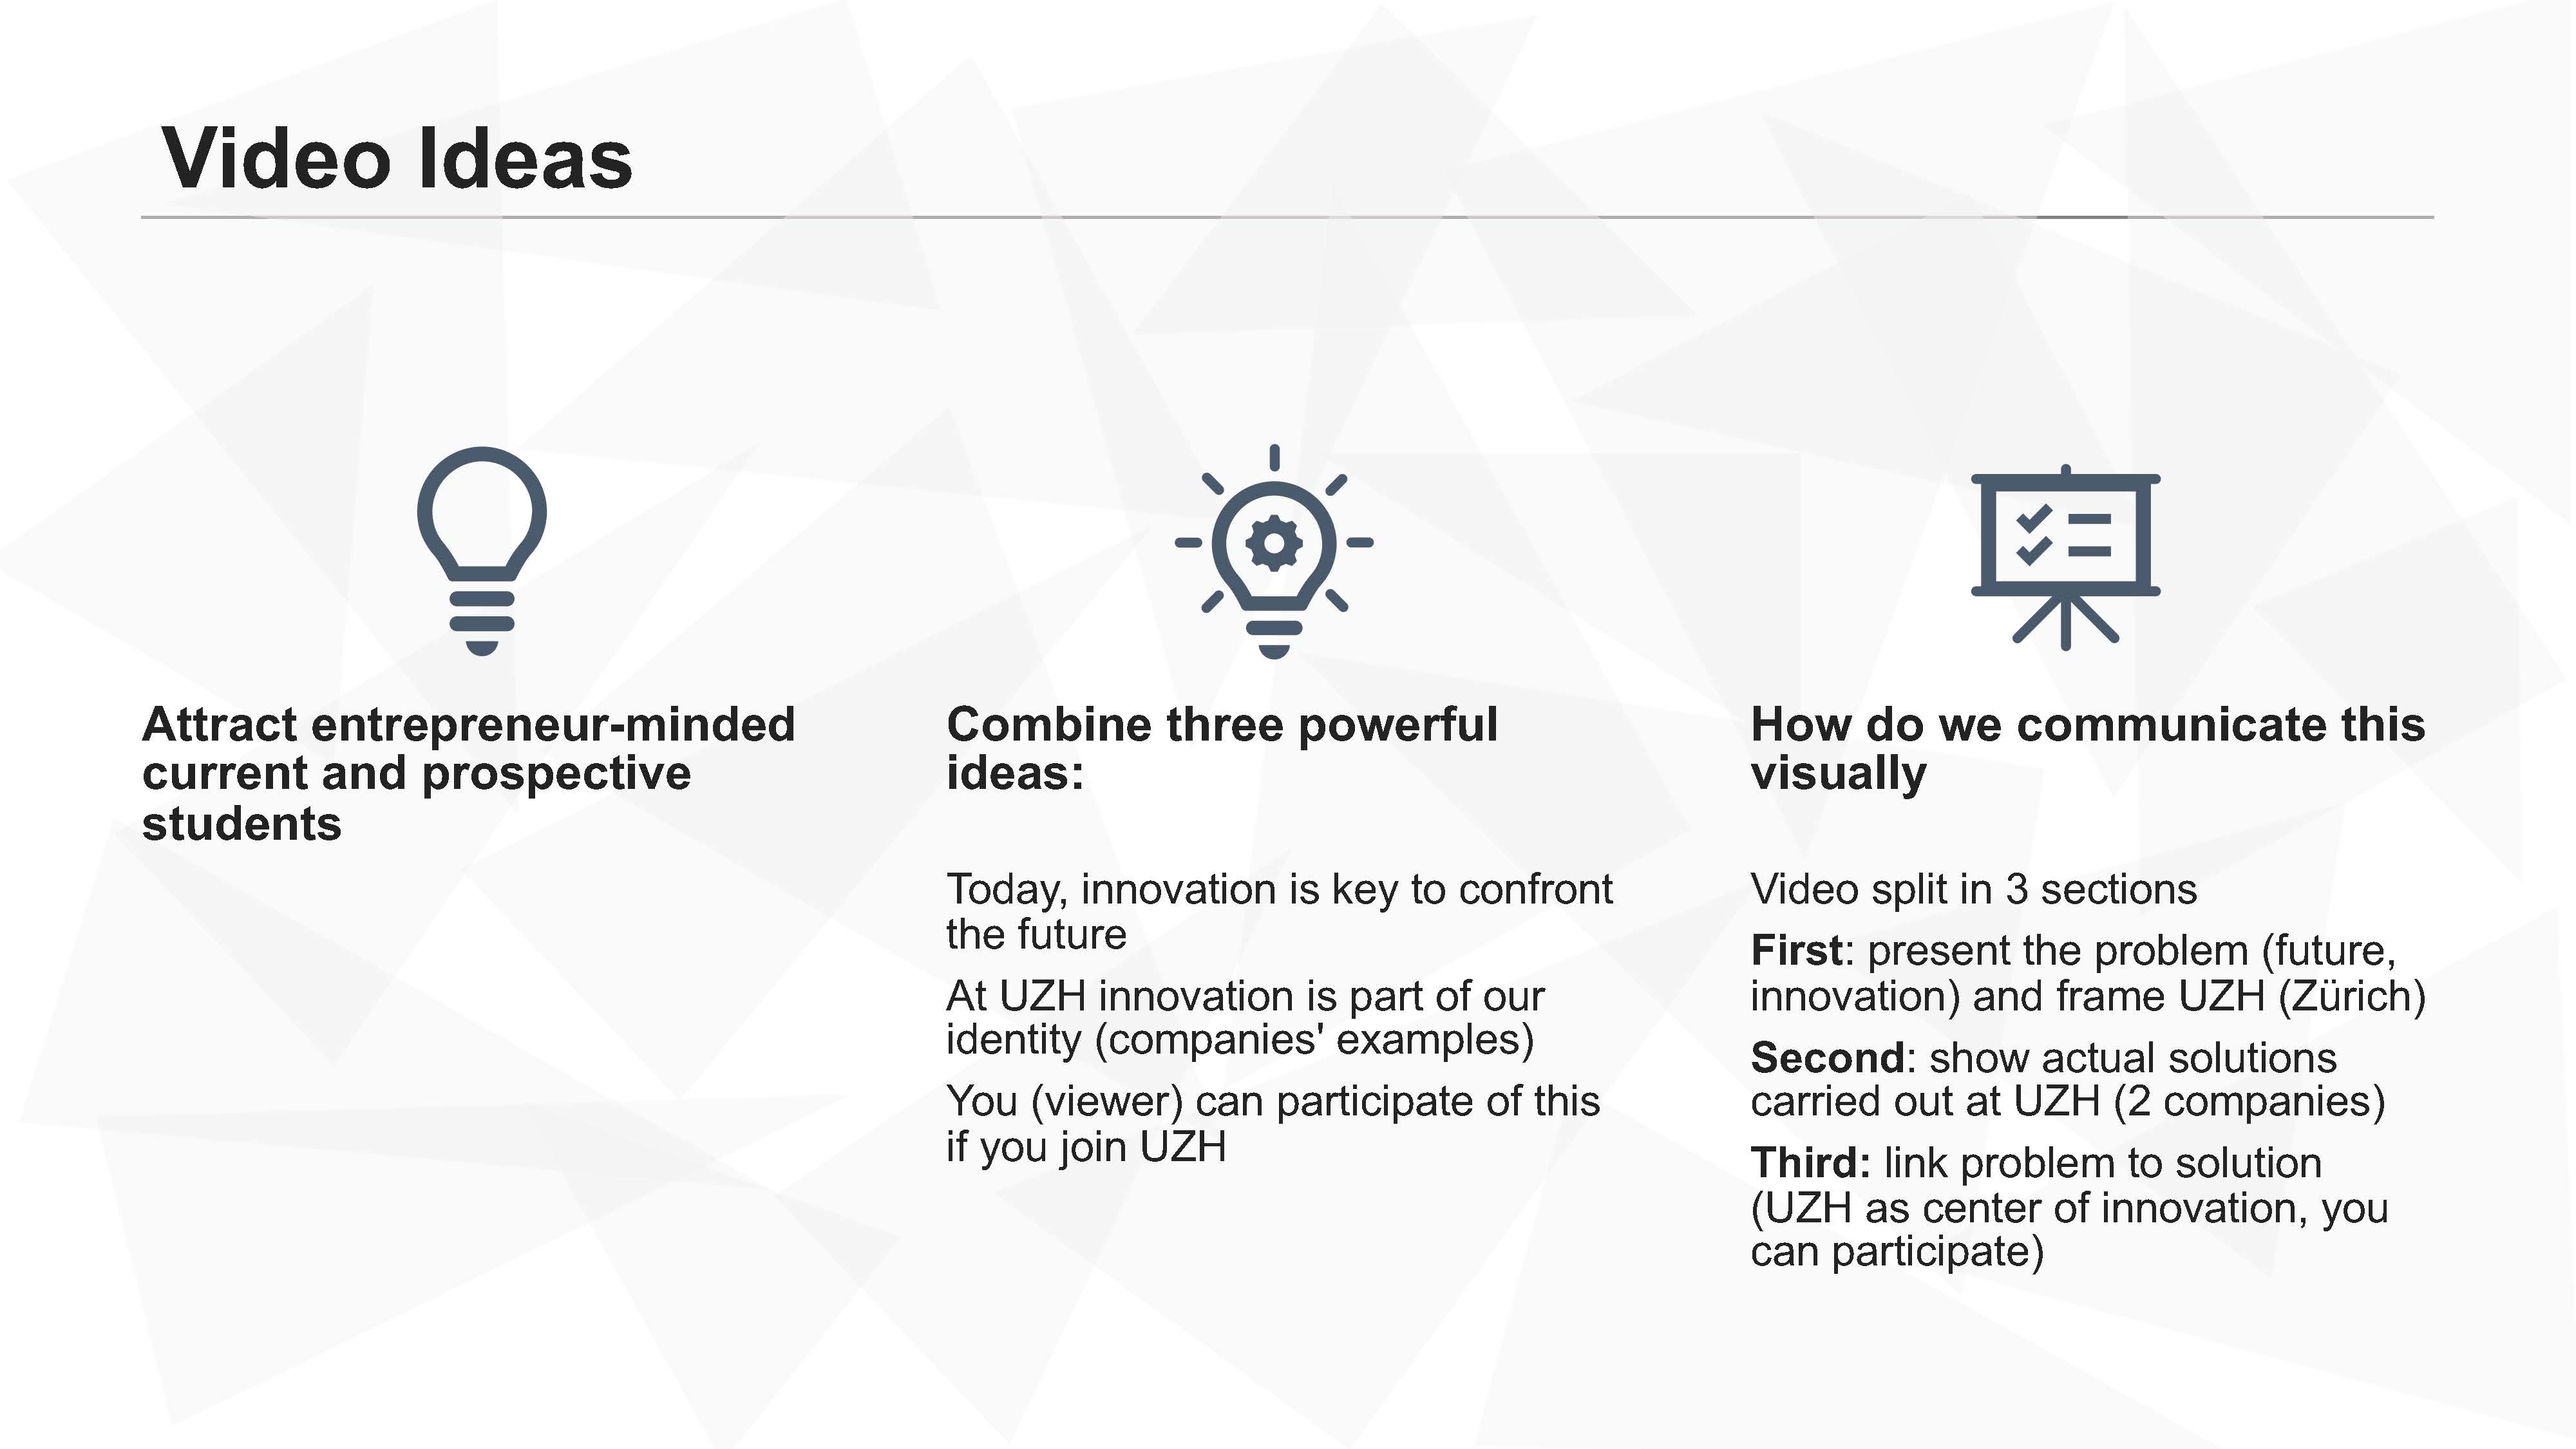 Video Ideas
Attract entrepreneur-minded
current and prospective
students
Combine three powerful
ideas:
Today, innovation is key to confront
the future
At UZH innovation is part of our
identity (companies' examples)
You (viewer) can participate of this
if you join UZH
How do we communicate this
visually
Video split in 3 sections
First: present the problem (future,
innovation) and frame UZH (Zürich)
Second: show actual solutions
carried out at UZH (2 companies)
Third: link problem to solution
(UZH as center of innovation, you
can participate)